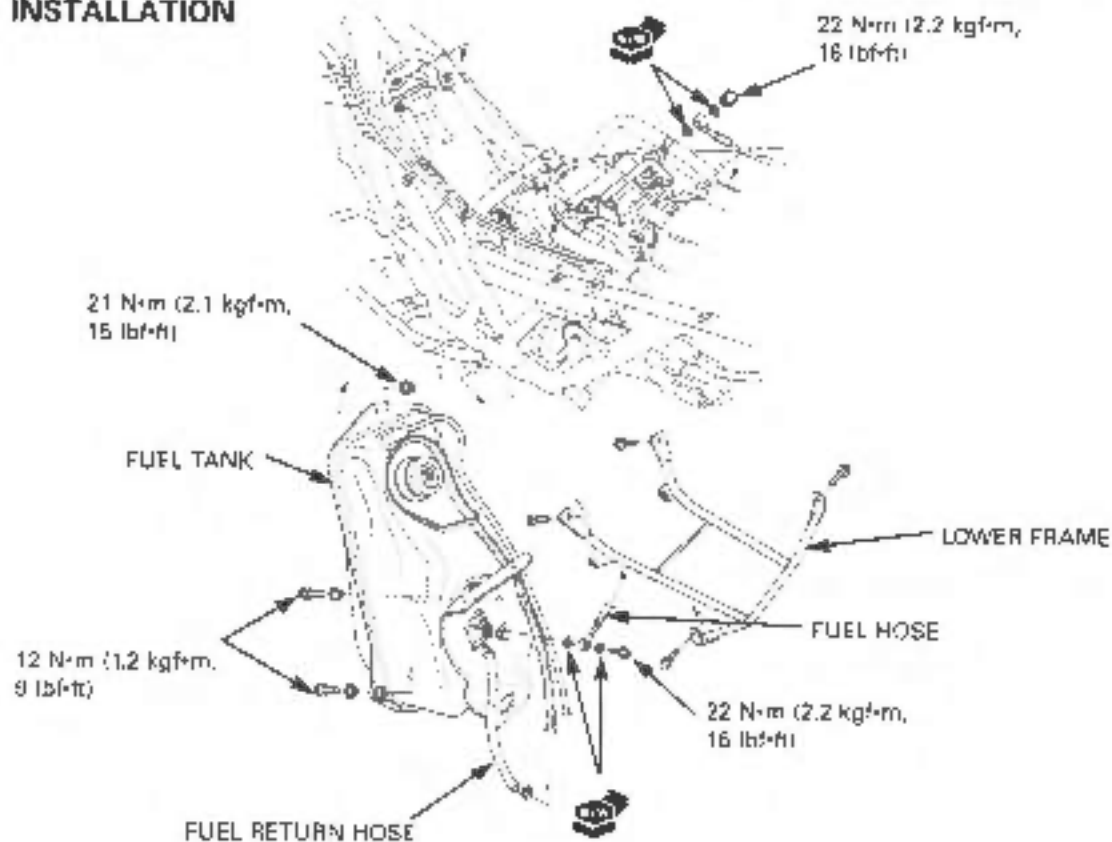 INSTALLATION
22 N·m (2.2 kgf·m,
16 lbf·ft)
21 N·m (2.1 kgf·m,
15 lbf·ft)
FUEL TANK
LOWER FRAME
FUEL HOSE
12 N·m (1.2 kgf·m,
9 lbf·ft)
22 N·m (2.2 kgf·m,
16 lbf·ft)
FUEL RETURN HOSE